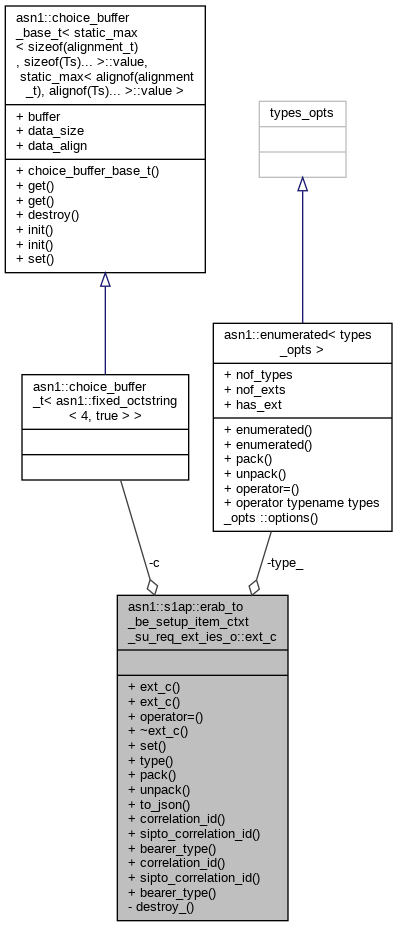 asn1::choice_buffer
_base_t< static_max
< sizeof(alignment_t)
, sizeof(Ts)... >::value,
static_max< alignof(alignment
_t), alignof(Ts)... >::value >
+ buffer
+ data_size
+ data_align
+ choice_buffer_base_t()
+ get()
+ get()
+ destroy()
+ init()
+ init()
+ set()
types_opts
asn1::enumerated< types
_opts >
+ nof_types
+ nof_exts
+ has_ext
+ enumerated()
+ enumerated()
+ pack()
+ unpack()
+ operator=()
+ operator typename types
_opts ::options()
asn1::choice_buffer
_t< asn1::fixed_octstring
< 4, true > >
-c
-type_
asn1::s1ap::erab_to
_be_setup_item_ctxt
_su_req_ext_ies_o::ext_c
+ ext_c()
+ ext_c()
+ operator=()
+ ~ext_c()
+ set()
+ type()
+ pack()
+ unpack()
+ to_json()
+ correlation_id()
+ sipto_correlation_id()
+ bearer_type()
+ correlation_id()
+ sipto_correlation_id()
+ bearer_type()
- destroy_()